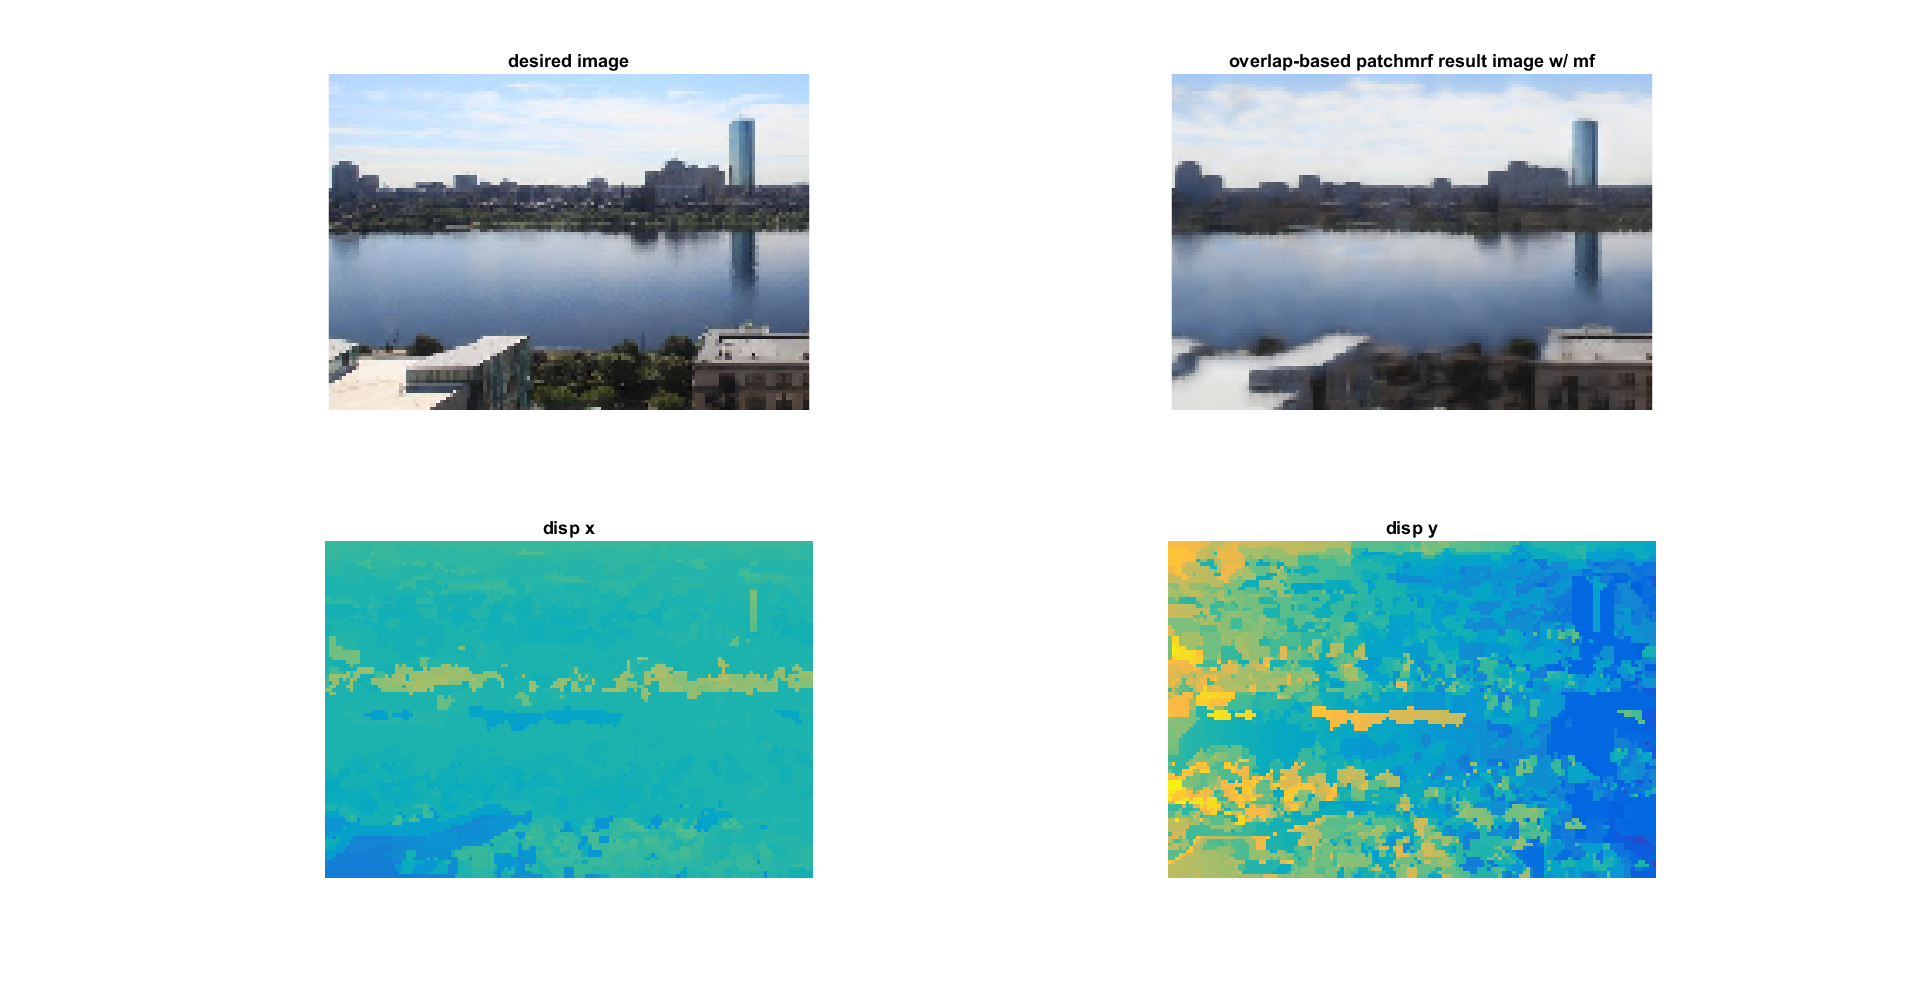 desired image
overlap-based patchmrf result image w/ mf
disp x
disp y